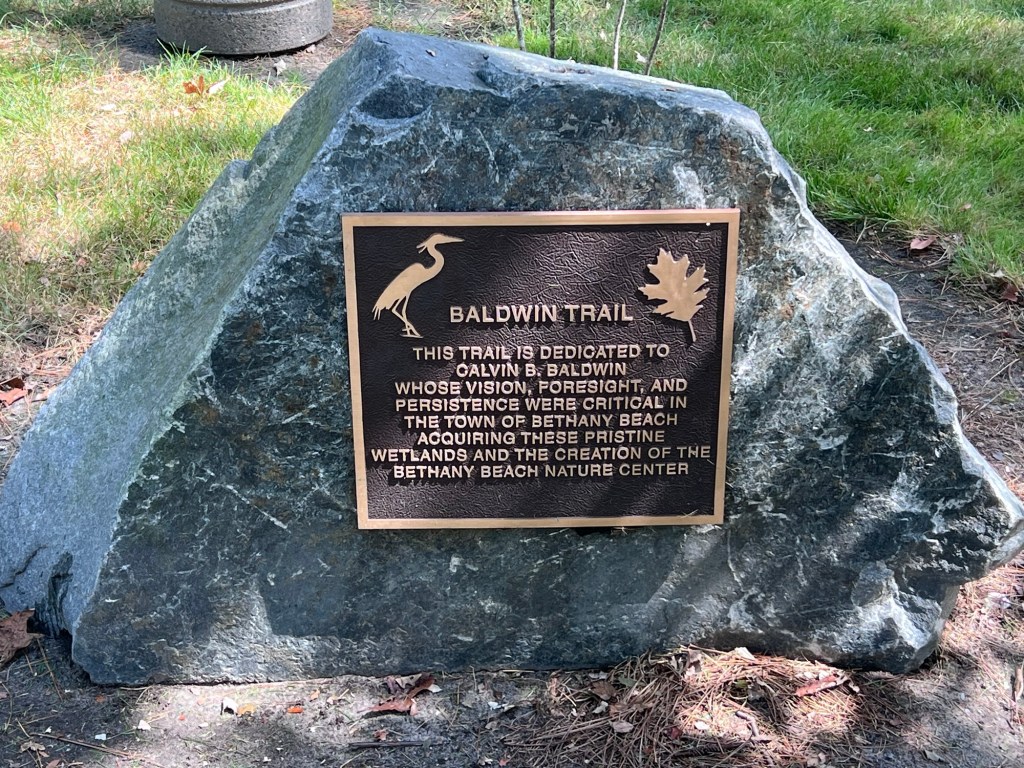 BALDWIN TRAIL
THIS TRAIL IS DEDICATED TO
CALVIN B. BALDWIN
WHOSE VISION, FORESIGHT, AND
PERSISTENCE WERE CRITICAL IN
THE TOWN OF BETHANY BEACH
ACQUIRING THESE PRISTINE
WETLANDS AND THE CREATION OF THE
BETHANY BEACH NATURE CENTER